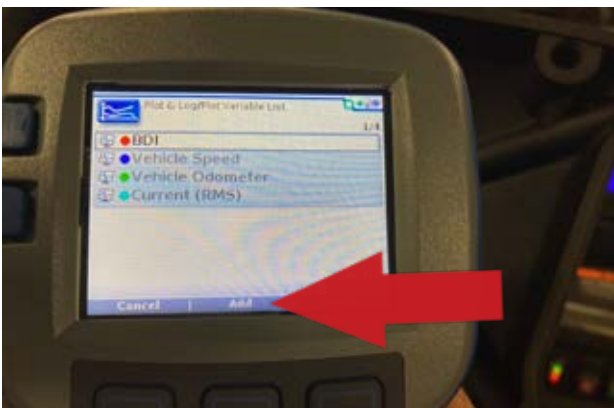 Plot & Log/Plot Variable List
1/4
BDI
Vehicle Speed
Vehicle Odometer
Current (RMS)
Cancel | Add